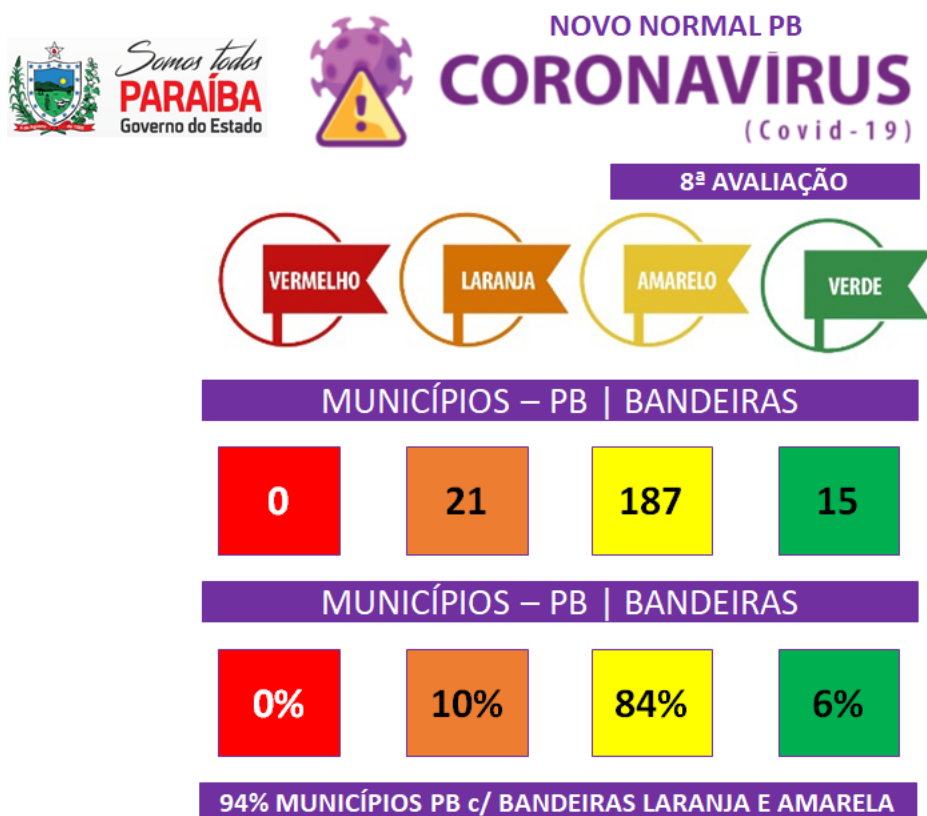 Somos todos
PARAÍBA
Governo do Estado
NOVO NORMAL PB
CORONAVÍRUS
(Covid-19)
8ª AVALIAÇÃO
VERMELHO
LARANJA
AMARELO
VERDE
MUNICÍPIOS – PB | BANDEIRAS
0 21 187 15
MUNICÍPIOS – PB | BANDEIRAS
0% 10% 84% 6%
94% MUNICÍPIOS PB c/ BANDEIRAS LARANJA E AMARELA